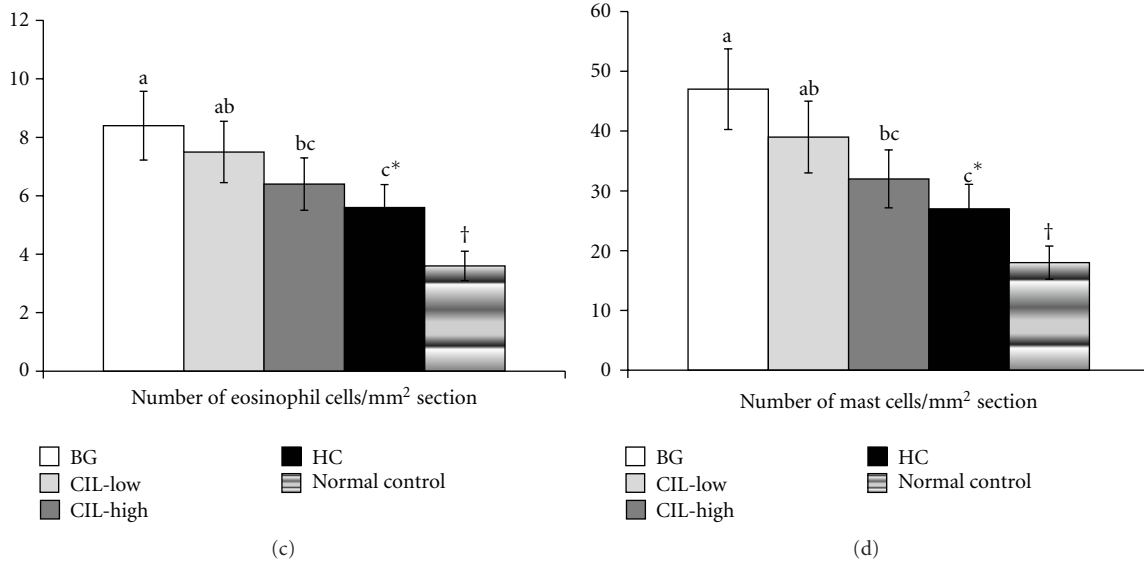 12
10
8
6
4
2
0
a
ab
bc
c*
†
Number of eosinophil cells/mm² section
BG
CIL-low
CIL-high
HC
Normal control
(c)
60
50
40
30
20
10
0
a
ab
bc
c*
†
Number of mast cells/mm² section
BG
CIL-low
CIL-high
HC
Normal control
(d)